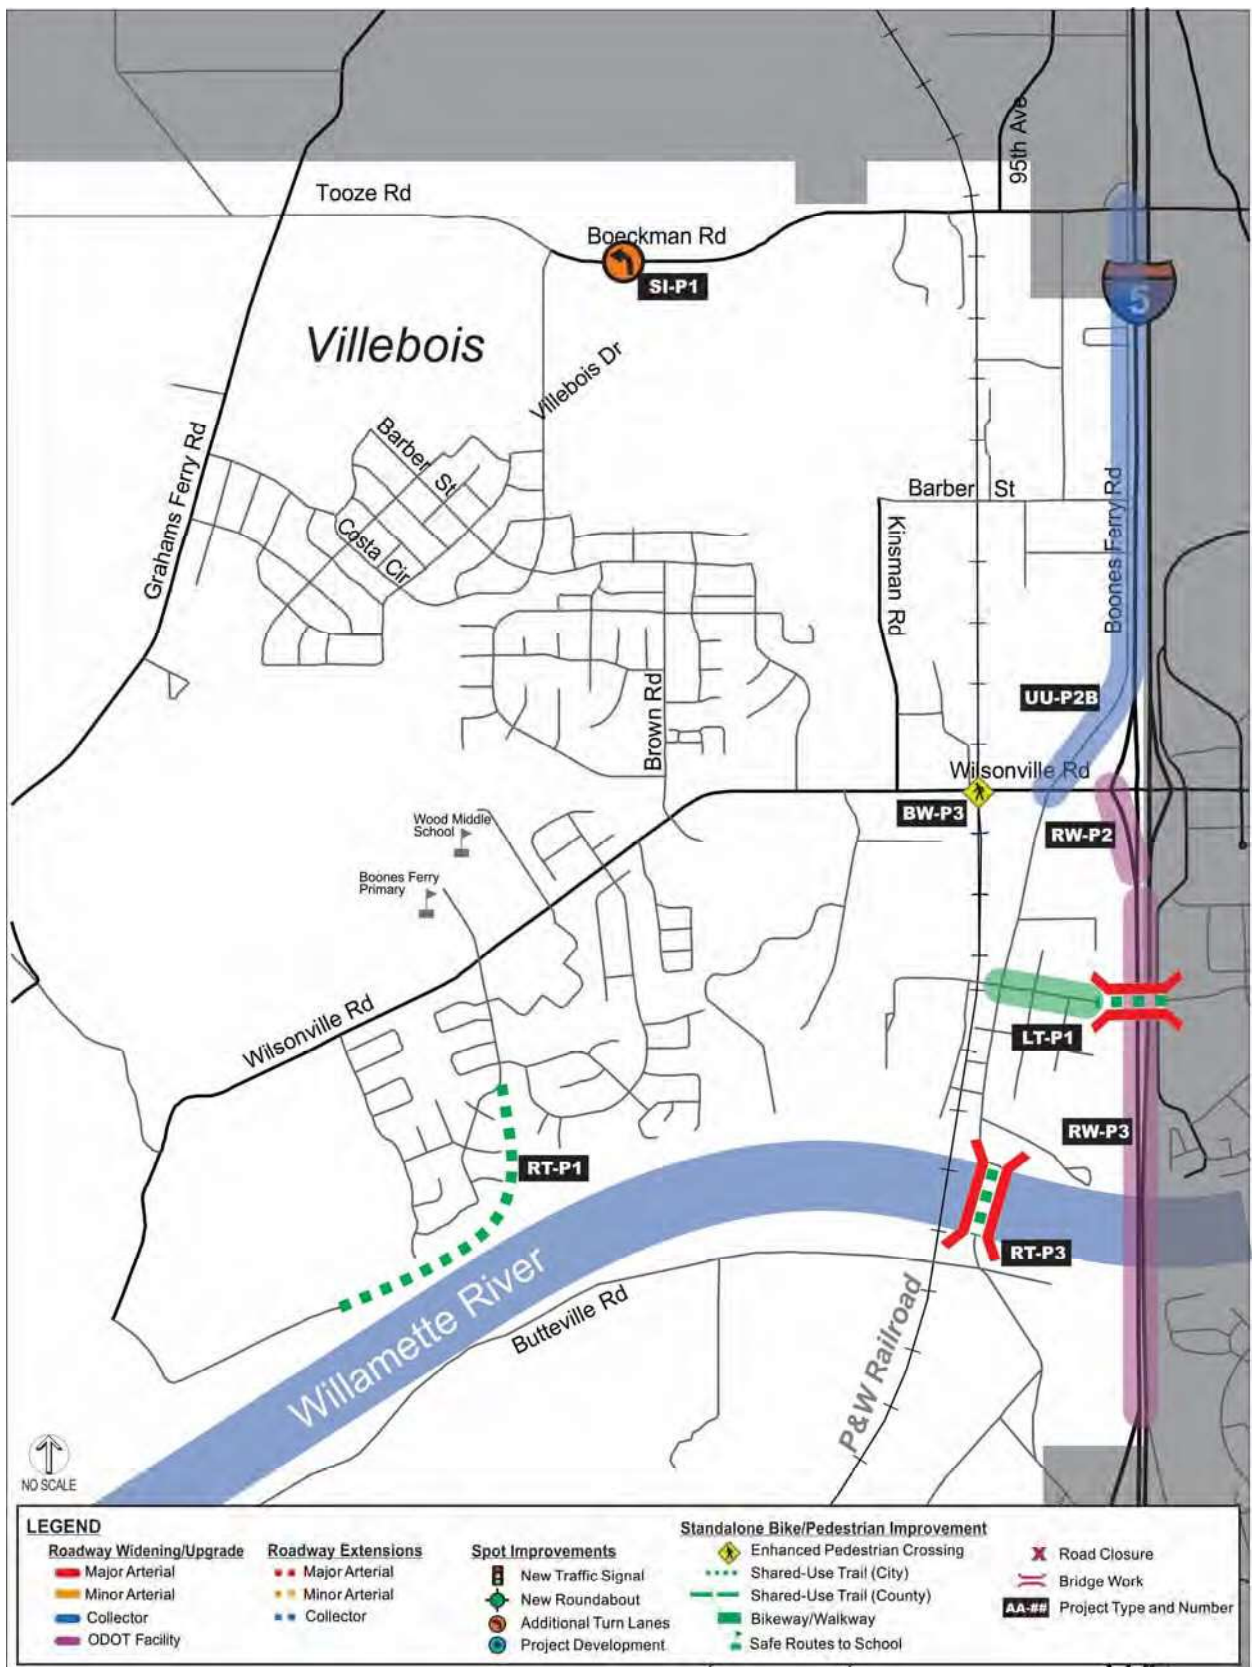 95th Ave
Tooze Rd
Boeckman Rd
SI-P1
5
Villebois
Villebois Dr
Barber St
Grahams Ferry Rd
Costa Cir
Barber St
Kinsman Rd
Boones Ferry Rd
UU-P2B
Brown Rd
Wilsonville Rd
BW-P3
RW-P2
Wood Middle
School
Boones Ferry
Primary
Wilsonville Rd
LT-P1
RW-P3
RT-P1
RT-P3
Willamette River
Butteville Rd
P&W Railroad
NO SCALE
LEGEND
Roadway Widening/Upgrade
Major Arterial
Minor Arterial
Collector
ODOT Facility
Roadway Extensions
Major Arterial
Minor Arterial
Collector
Spot Improvements
New Traffic Signal
New Roundabout
Additional Turn Lanes
Project Development
Standalone Bike/Pedestrian Improvement
Enhanced Pedestrian Crossing
Shared-Use Trail (City)
Shared-Use Trail (County)
Bikeway/Walkway
Safe Routes to School
Road Closure
Bridge Work
AA-## Project Type and Number